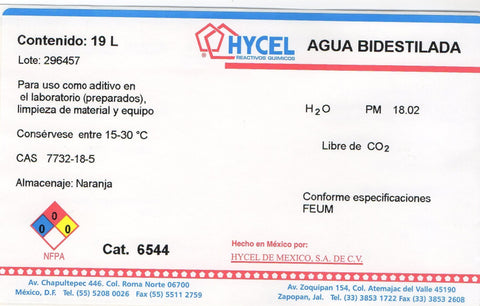 Contenido: 19 L
Lote: 296457
Para uso como aditivo en
el laboratorio (preparados),
limpieza de material y equipo
Consérvese entre 15-30 °C
CAS 7732-18-5
Almacenaje: Naranja
0
0
0
NFPA
Cat. 6544
® HYCEL
REACTIVOS QUIMICOS
AGUA BIDESTILADA
H2O PM 18.02
Libre de CO2
Conforme especificaciones
FEUM
Hecho en México por:
HYCEL DE MEXICO, S.A. DE C.V.
Av. Chapultepec 446. Col. Roma Norte 06700
México, D.F. Tel. (55) 5208 0026 Fax (55) 5511 2759
Av. Zoquipan 154, Col. Atemajac del Valle 45190
Zapopan, Jal. Tel: (33) 3853 1722 Fax (33) 3853 2608